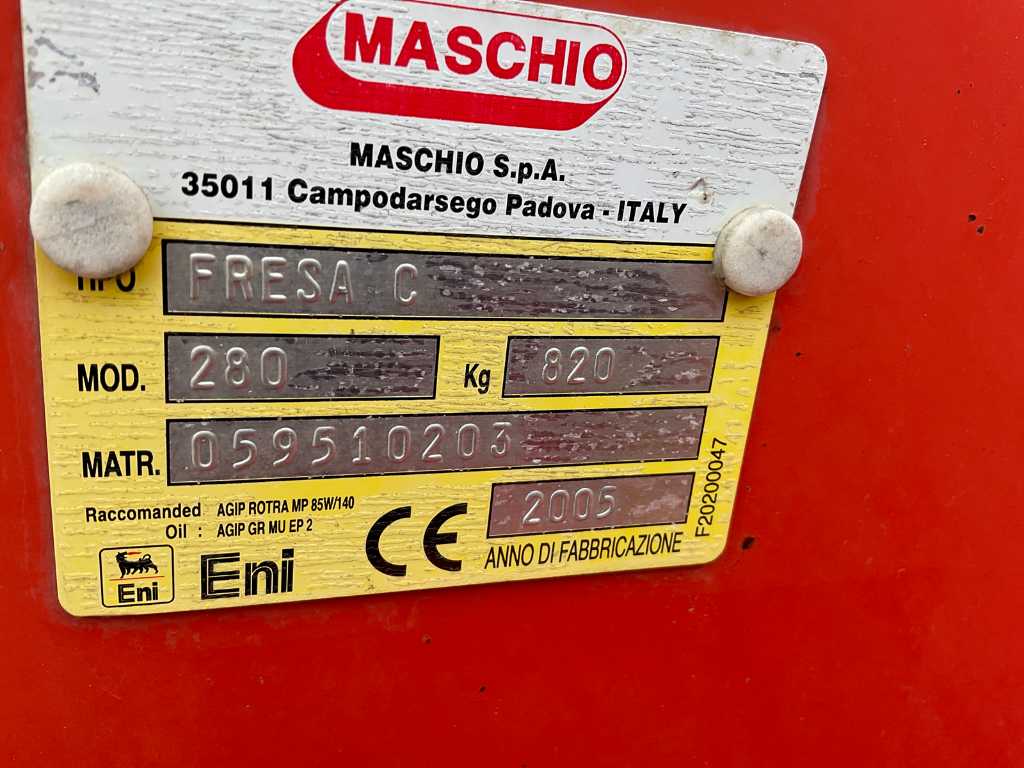 MASCHIO
MASCHIO S.p.A.
35011 Campodarsego Padova - ITALY
TIPO FRESA C
MOD. 280 Kg 820
MATR. 059510203
Raccomanded AGIP ROTRA MP 85W/140
Oil : AGIP GR MU EP 2
CE 2005
ANNO DI FABBRICAZIONE
Eni Eni
F20200047